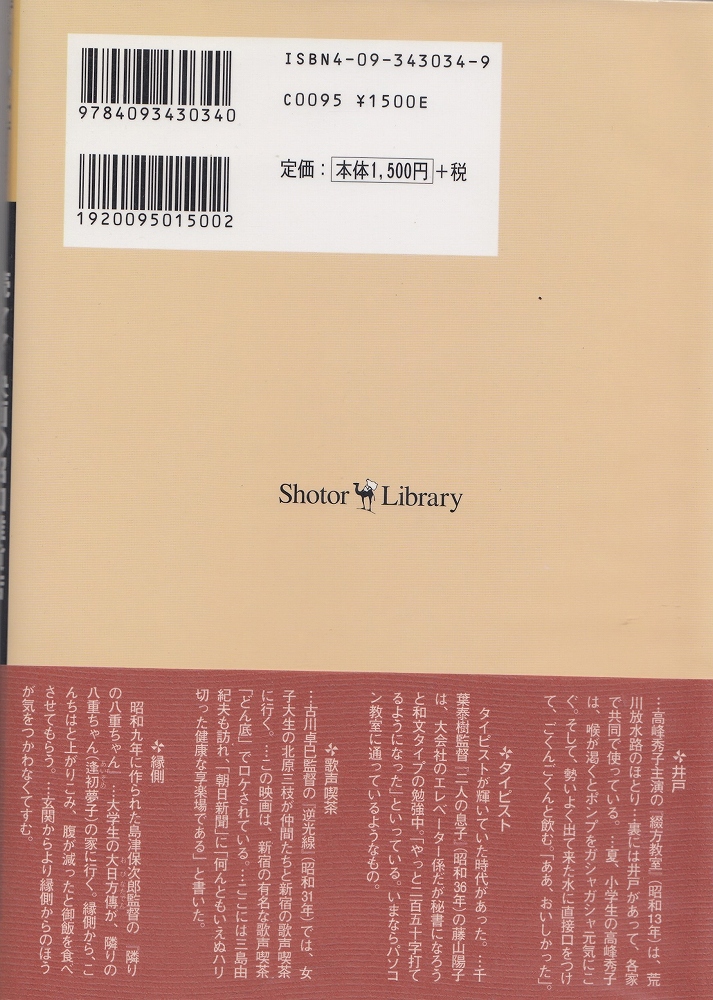 ISBN4-09-343034-9
9784093430340
C0095 ¥1500E
定価：本体1,500円+税
1920095015002
Shotor Library
井戸
…高峰秀子主演の『綴方教室』（昭和13年）は、荒
川放水路のほとり…裏には井戸があって、各家
で共同で使っている。…夏、小学生の高峰秀子
は、喉が渇くとポンプをガシャガシャ元気にこ
ぐ。そして、勢いよく出て来た水に直接口をつけ
て、ごくんごくんと飲む。「ああ、おいしかった」。
タイピスト
タイピストが輝いていた時代があった。…千
葉泰樹監督『二人の息子』（昭和36年）の藤山陽子
は、大会社のエレベーター係だが秘書になろう
と和文タイプの勉強中。「やっと二百五十字打て
るようになった」といっている。いまならパソコ
ン教室に通っているようなもの。
歌声喫茶
…古川卓巳監督の『逆光線』（昭和31年）では、女
子大生の北原三枝が仲間たちと新宿の歌声喫茶
に行く。…この映画は、新宿の有名な歌声喫茶
「どん底」でロケされている。…ここには三島由
紀夫も訪れ、「朝日新聞」に「何んともいえぬハリ
切った健康な享楽場である」と書いた。
縁側
昭和九年に作られた島津保次郎監督の『隣り
の八重ちゃん』…大学生の大日方傳が、隣りの
八重ちゃん（逢初夢子）の家に行く。縁側から、こ
んちはと上がりこみ、腹が減ったと御飯を食べ
させてもらう。…玄関からより縁側からのほう
が気をつかわなくてすむ。